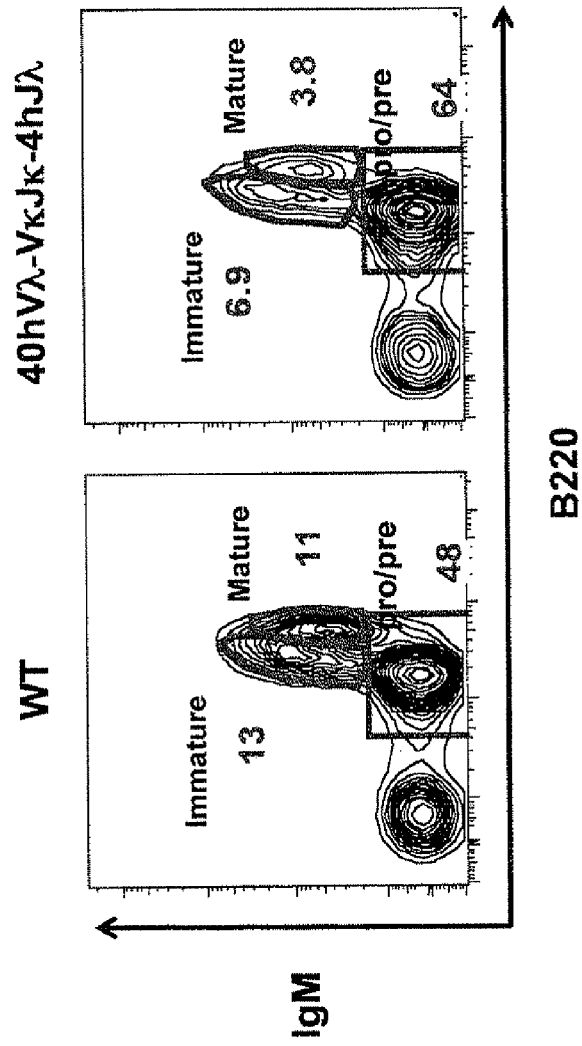 WT
40hVλ-VκJκ-4hJλ
Immature
13
Mature
11
pro/pre
48
Immature
6.9
Mature
3.8
pro/pre
64
IgM
B220